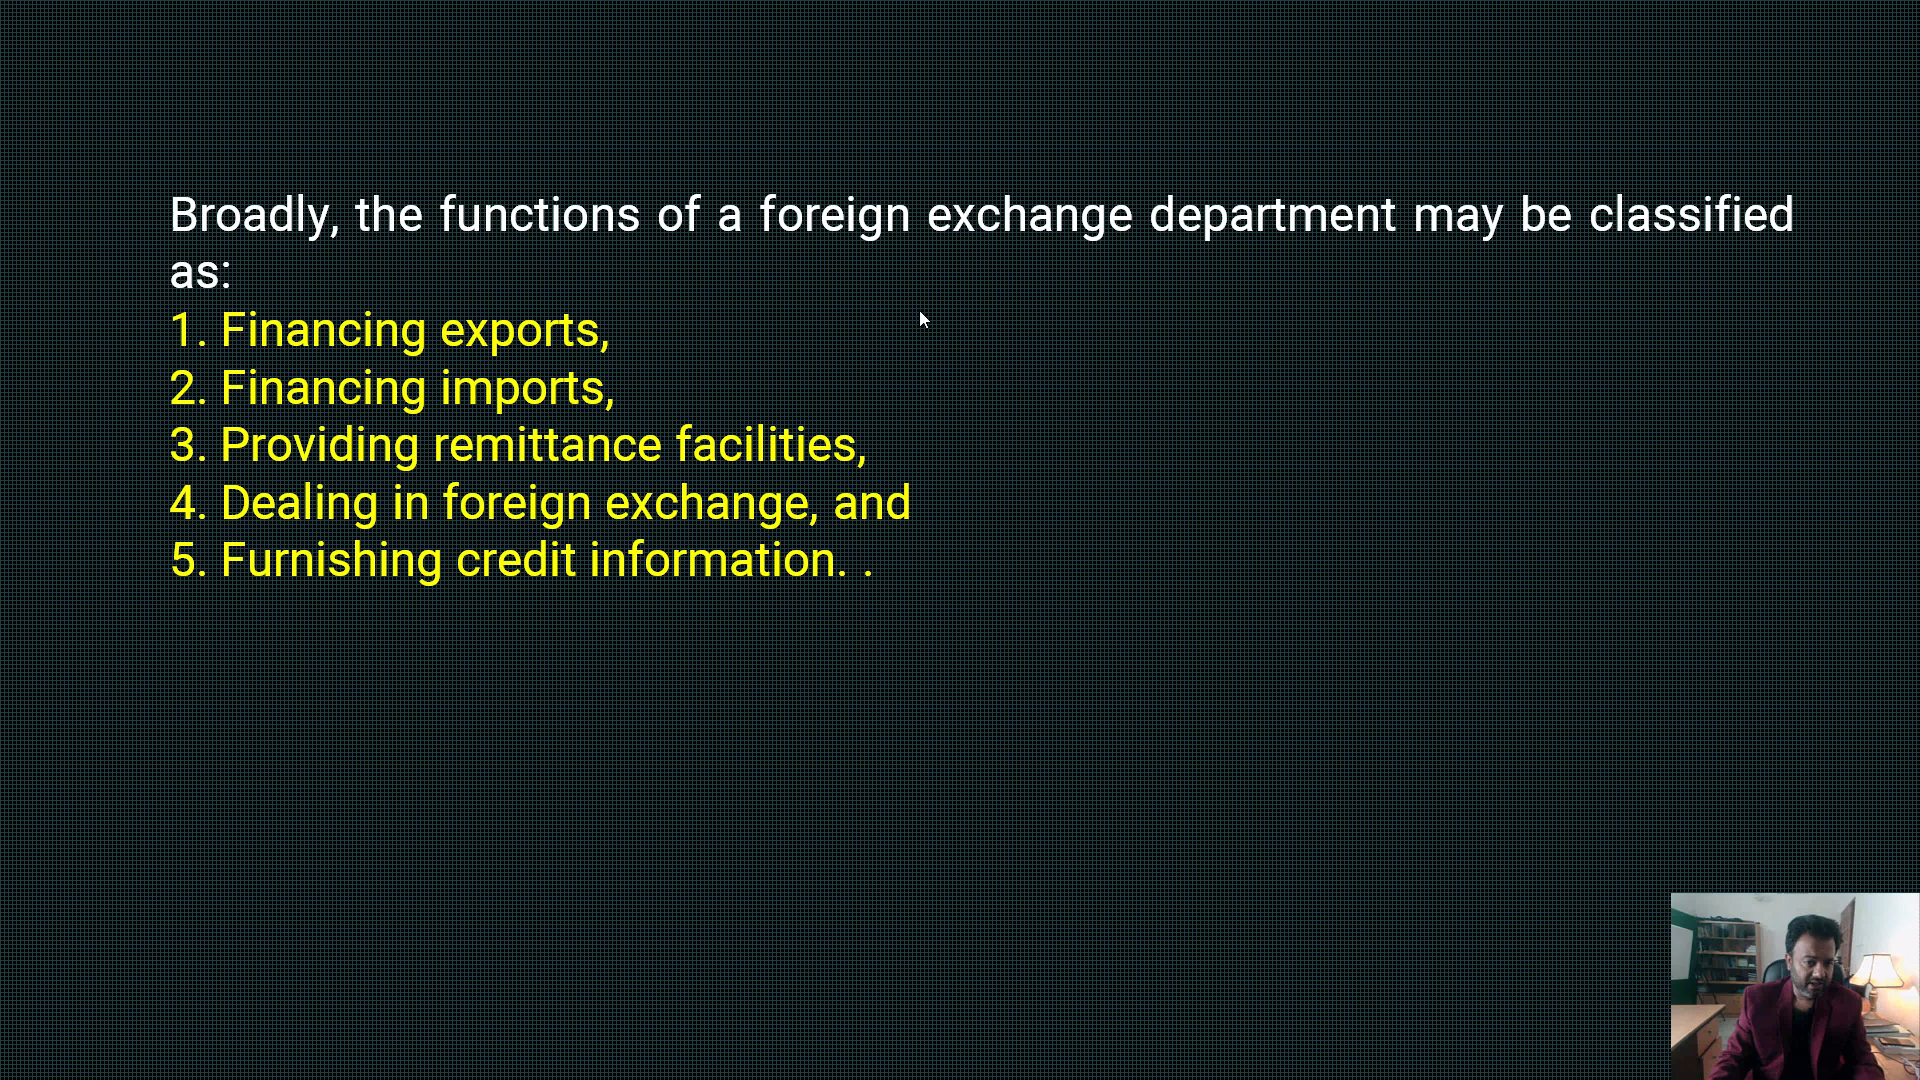 Broadly, the functions of a foreign exchange department may be classified
as:
1. Financing exports,
2. Financing imports,
3. Providing remittance facilities,
4. Dealing in foreign exchange, and
5. Furnishing credit information. .